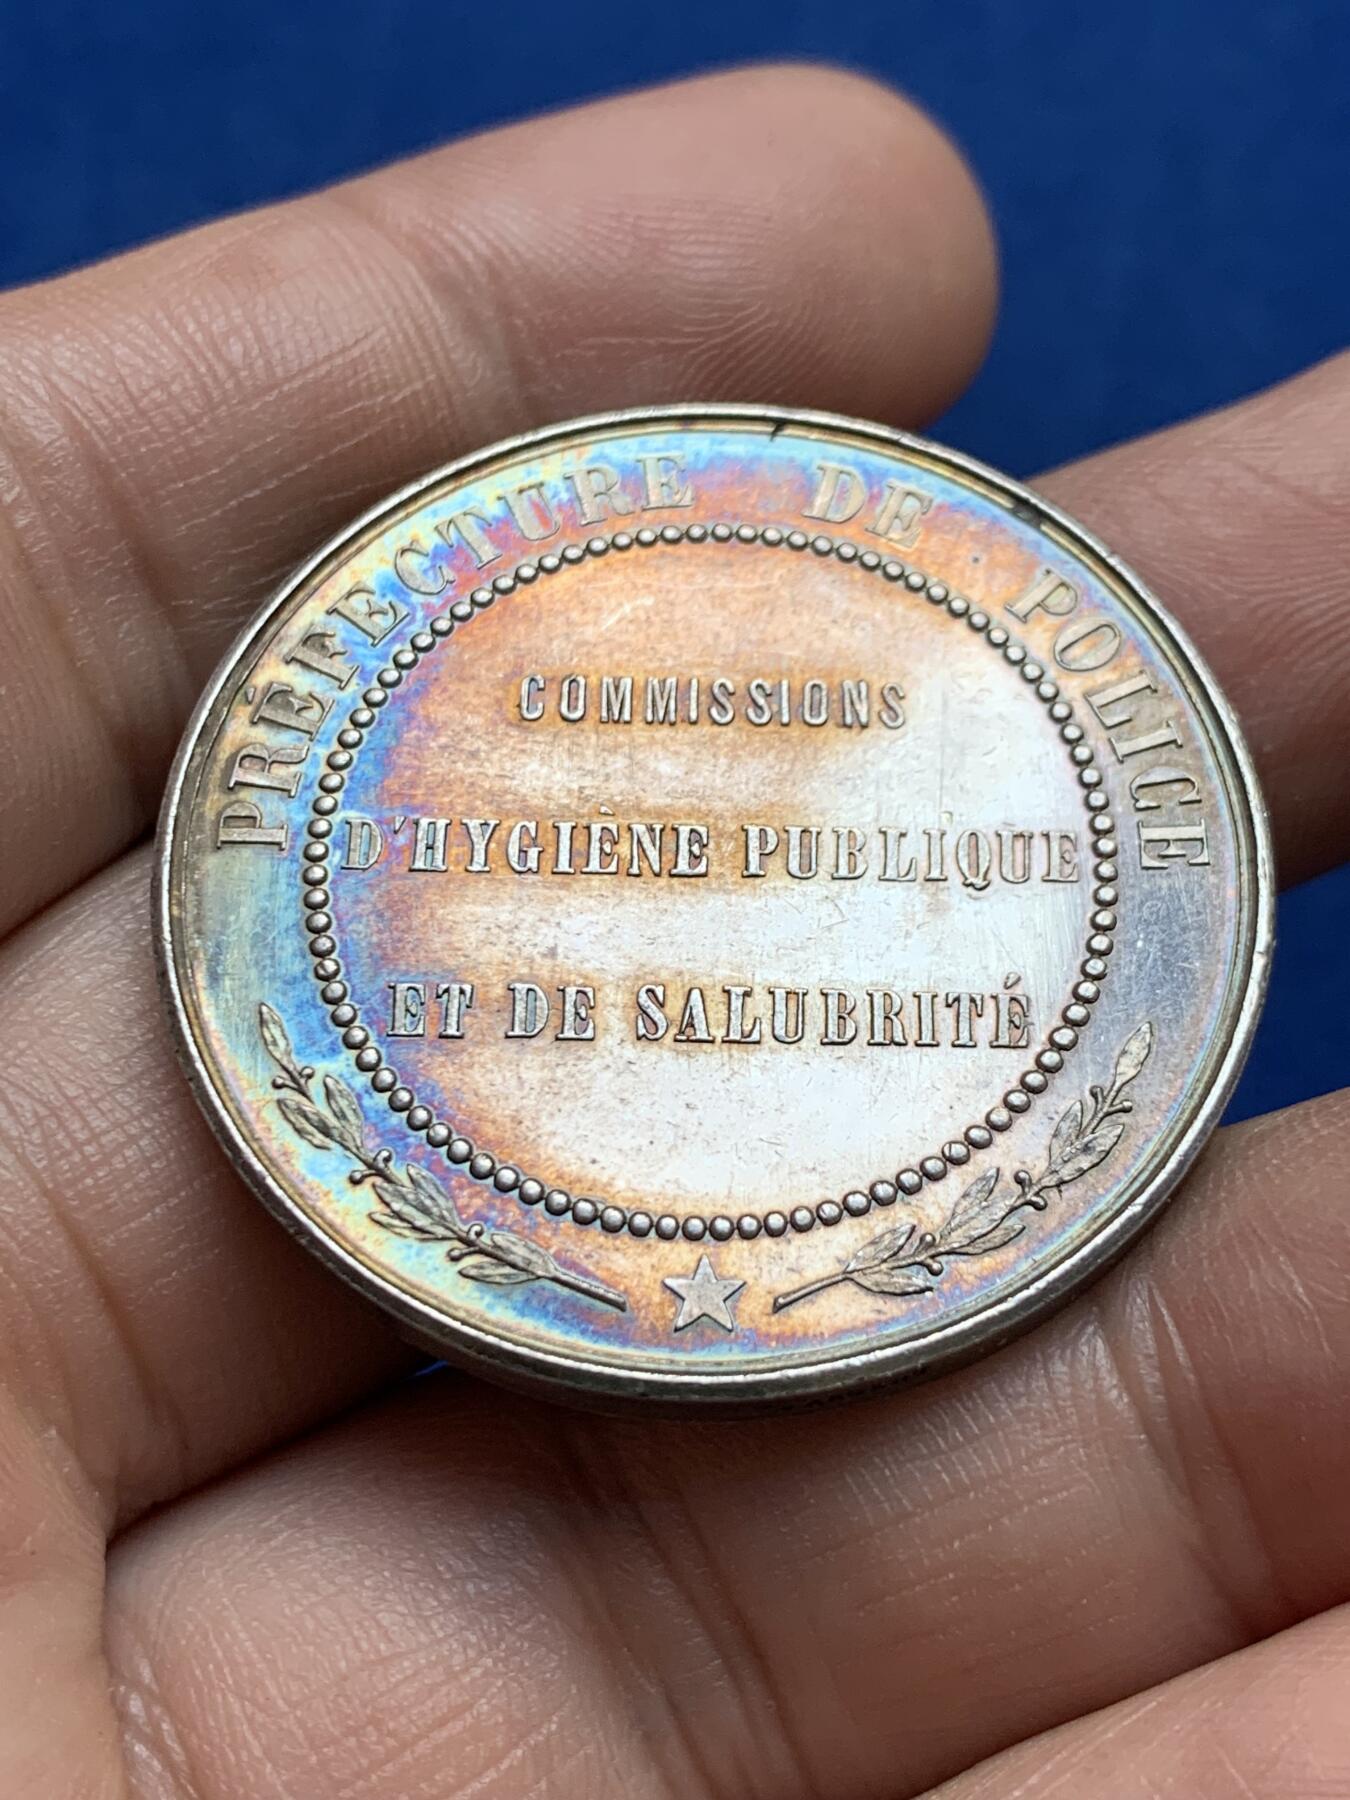 PRÉFECTURE DE POLICE
COMMISSIONS
D'HYGIÈNE PUBLIQUE
ET DE SALUBRITÉ